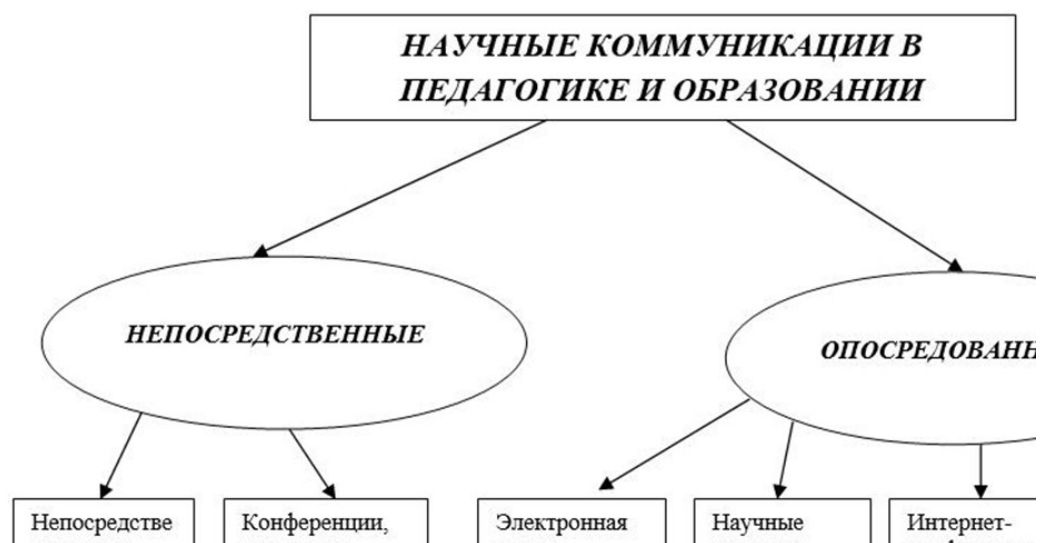 НАУЧНЫЕ КОММУНИКАЦИИ В
ПЕДАГОГИКЕ И ОБРАЗОВАНИИ
НЕПОСРЕДСТВЕННЫЕ
ОПОСРЕДОВАНН
Непосредстве
Конференции,
Электронная
Научные
Интернет-